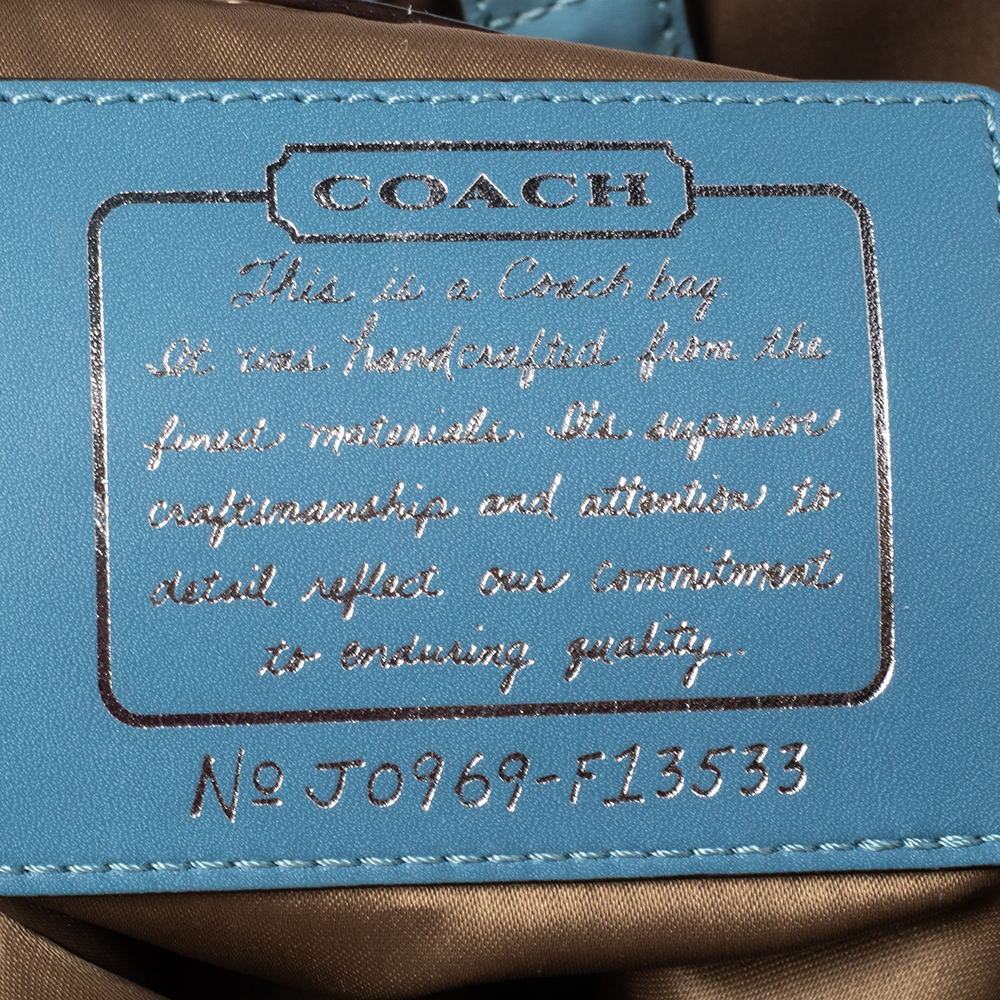 COACH
This is a Coach bag.
It was handcrafted from the
finest materials. Its superior
craftsmanship and attention to
detail reflect our commitment
to enduring quality.
Nº J0969-F13533